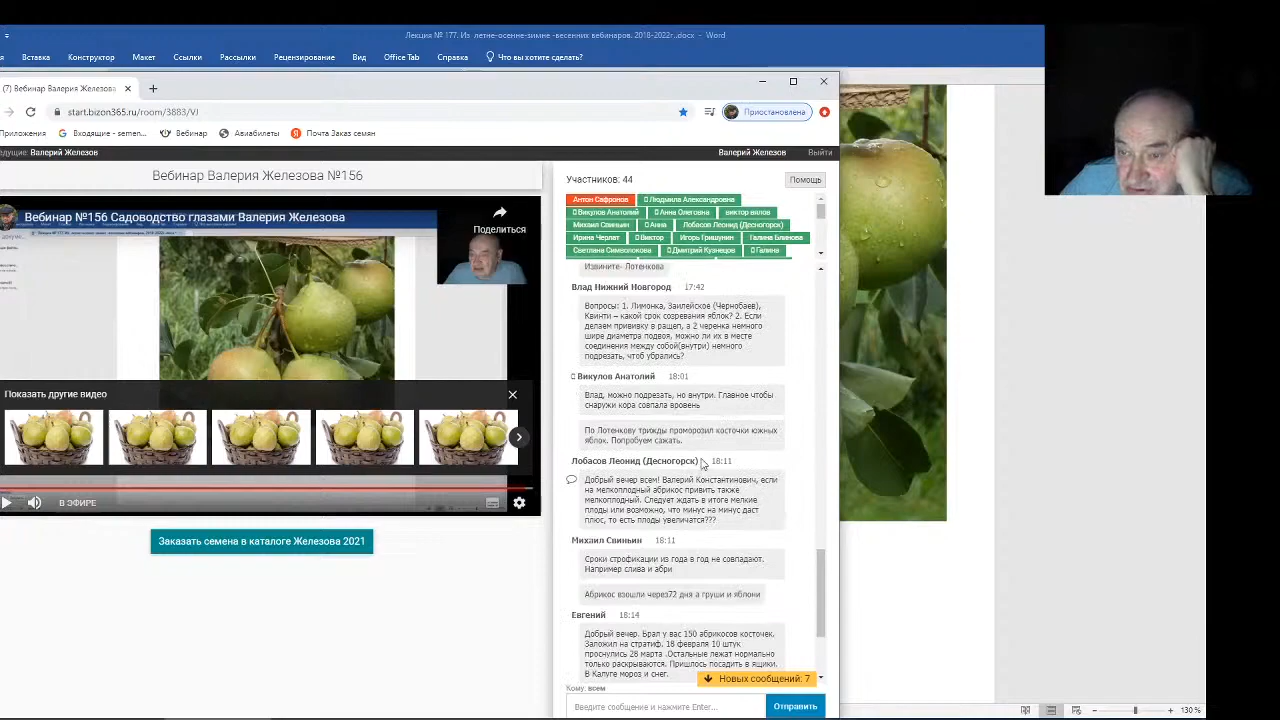 Лекция № 177. Из летне-осенне-зимне -весенних вебинаров. 2018-2022г..docx - Word
Вставка Конструктор Макет Ссылки Рассылки Рецензирование Вид Office Tab Справка Что вы хотите сделать?
(7) Вебинар Валерия Железова
start.bizon365.ru/room/3883/VJ
Приостановлена
Приложения Входящие - semen... Вебинар Авиабилеты Почта Заказ семян
Валерий Железов
Валерий Железов Выйти
Вебинар Валерия Железова №156
Вебинар №156 Садоводство глазами Валерия Железова
Поделиться
Показать другие видео
В ЭФИРЕ
Заказать семена в каталоге Железова 2021
Участников: 44
Помощь
Антон Сафронов Людмила Александровна
Викулов Анатолий Анна Олеговна виктор вялов
Михаил Свиньин Анна Лобасов Леонид (Десногорск)
Ирина Черлат Виктор Игорь Гришунин Галина Блинова
Светлана Символокова Дмитрий Кузнецов Галина
Извините- Лотенкова
Влад Нижний Новгород 17:42
Вопросы: 1. Лимонка, Заилейское (Чернобаев),
Квинти – какой срок созревания яблок? 2. Если
делаем прививку в ращеп, а 2 черенка немного
шире диаметра подвоя, можно ли их в месте
соединения между собой(внутри) немного
подрезать, чтоб убрались?
Викулов Анатолий 18:01
Влад, можно подрезать, но внутри. Главное чтобы
снаружи кора совпала вровень
По Лотенкову трижды проморозил косточки южных
яблок. Попробуем сажать.
Лобасов Леонид (Десногорск) 18:11
Добрый вечер всем! Валерий Константинович, если
на мелкоплодный абрикос привить также
мелкоплодный. Следует ждать в итоге мелкие
плоды или возможно, что минус на минус даст
плюс, то есть плоды увеличатся???
Михаил Свиньин 18:11
Сроки строфикации из года в год не совпадают.
Например слива и абри
Абрикос взошли через72 дня а груши и яблони
Евгений 18:14
Добрый вечер. Брал у вас 150 абрикосов косточек.
Заложил на стратиф. 18 февраля 10 штук
проснулись 28 марта .Остальные лежат нормально
только раскрываются. Пришлось посадить в ящики.
В Калуге мороз и снег.
Новых сообщений: 7
Кому: всем
Введите сообщение и нажмите Enter...
Отправить
130 %